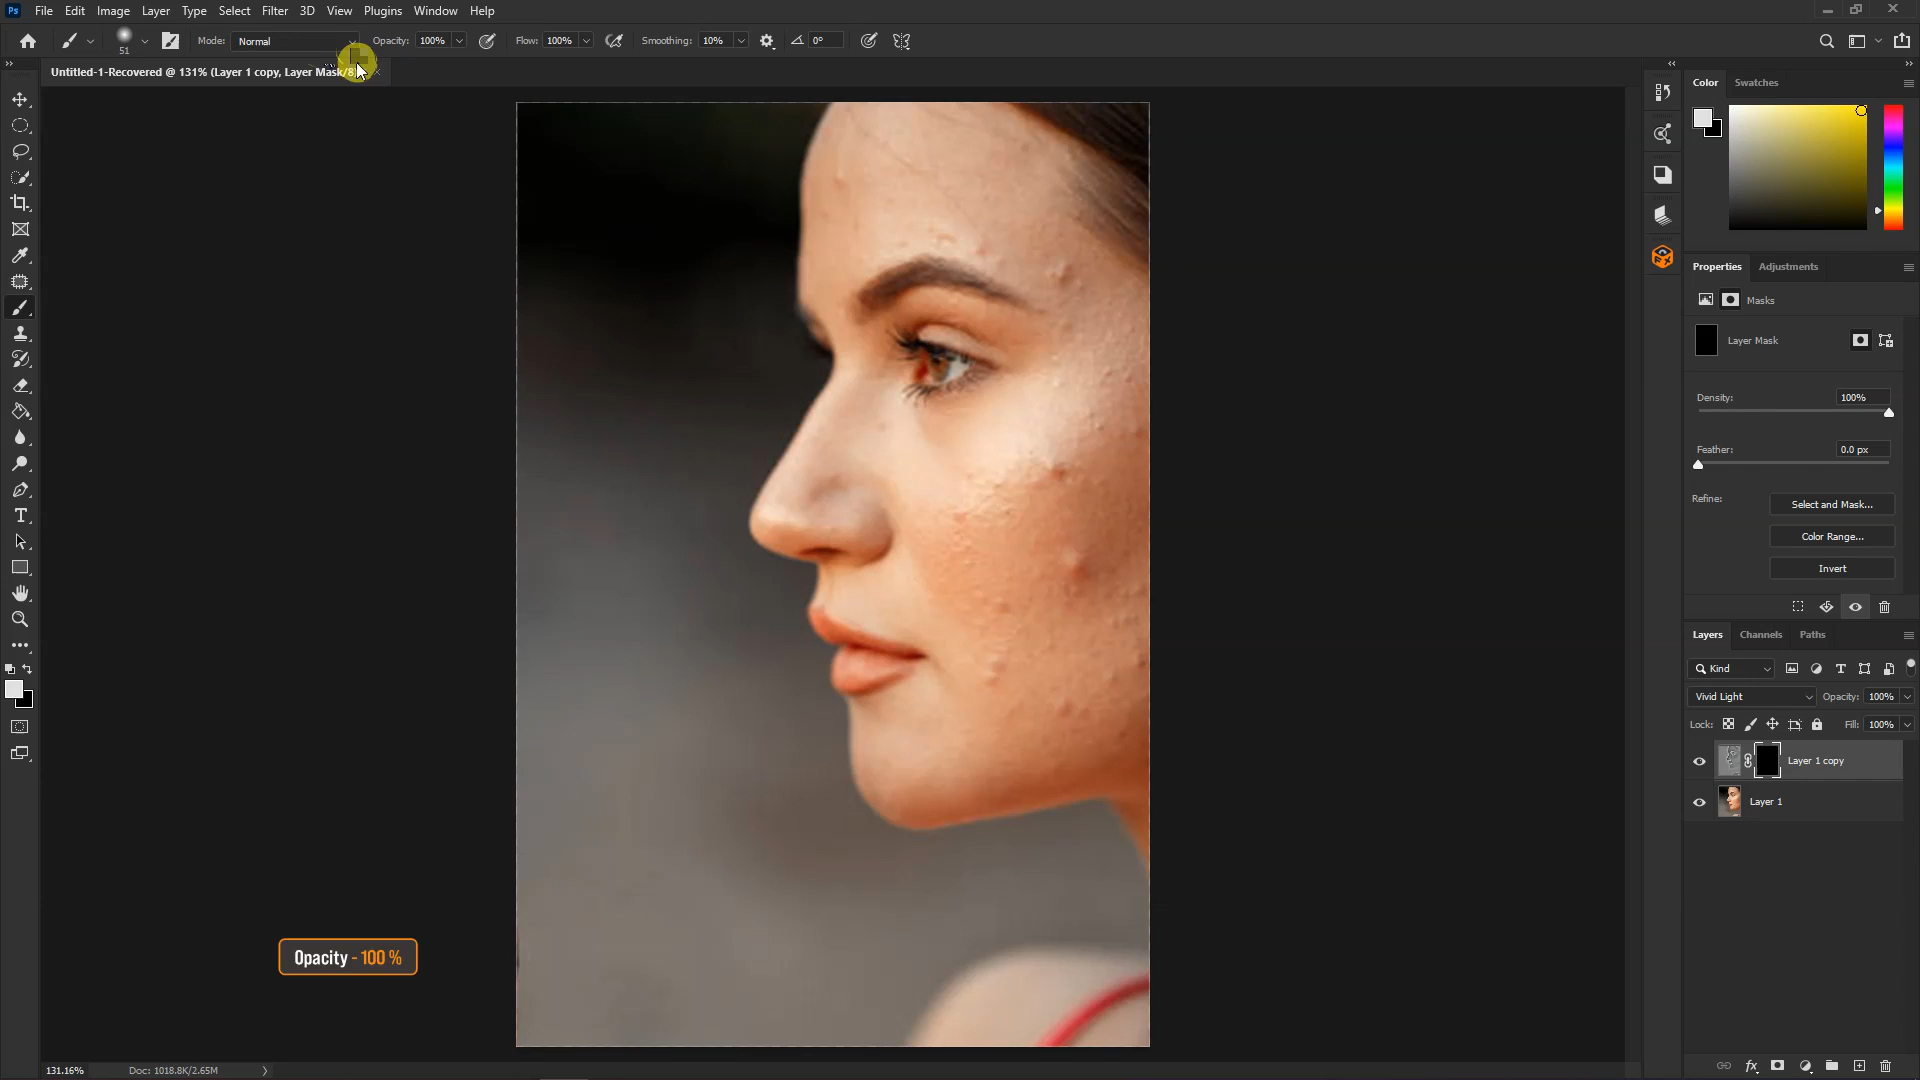 Ps File Edit Image Layer Type Select Filter 3D View Plugins Window Help
51 Mode: Normal Opacity: 100% Flow: 100% Smoothing: 10% 0°
Untitled-1-Recovered @ 131% (Layer 1 copy, Layer Mask/8)
Color Swatches
Properties Adjustments
Masks
Layer Mask
Density: 100%
Feather: 0.0 px
Refine: Select and Mask...
Color Range...
Invert
Layers Channels Paths
Kind
Vivid Light Opacity: 100%
Lock: Fill: 100%
Layer 1 copy
Layer 1
Opacity - 100 %
131.16% Doc: 1018.8K/2.65M